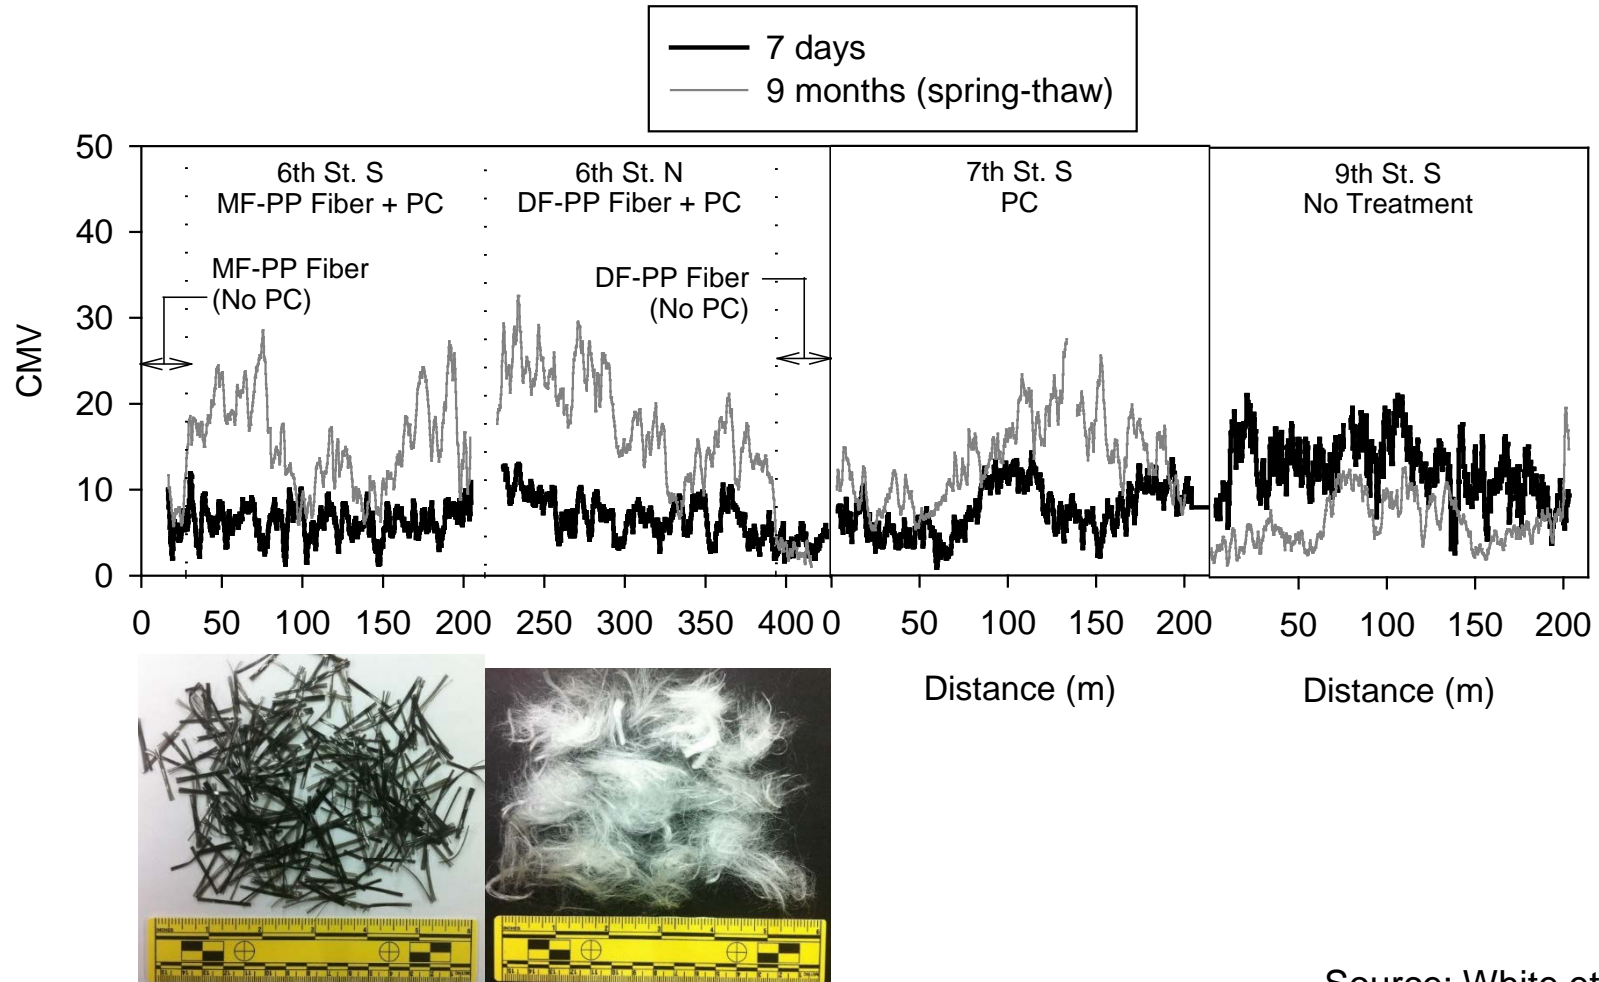 7 days
9 months (spring-thaw)
50
40
30
20
10
0
CMV
6th St. S
MF-PP Fiber + PC
MF-PP Fiber
(No PC)
6th St. N
DF-PP Fiber + PC
DF-PP Fiber
(No PC)
7th St. S
PC
9th St. S
No Treatment
0 50 100 150 200 250 300 350 400 0 50 100 150 200 50 100 150 200
Distance (m)
Distance (m)
Source: White et